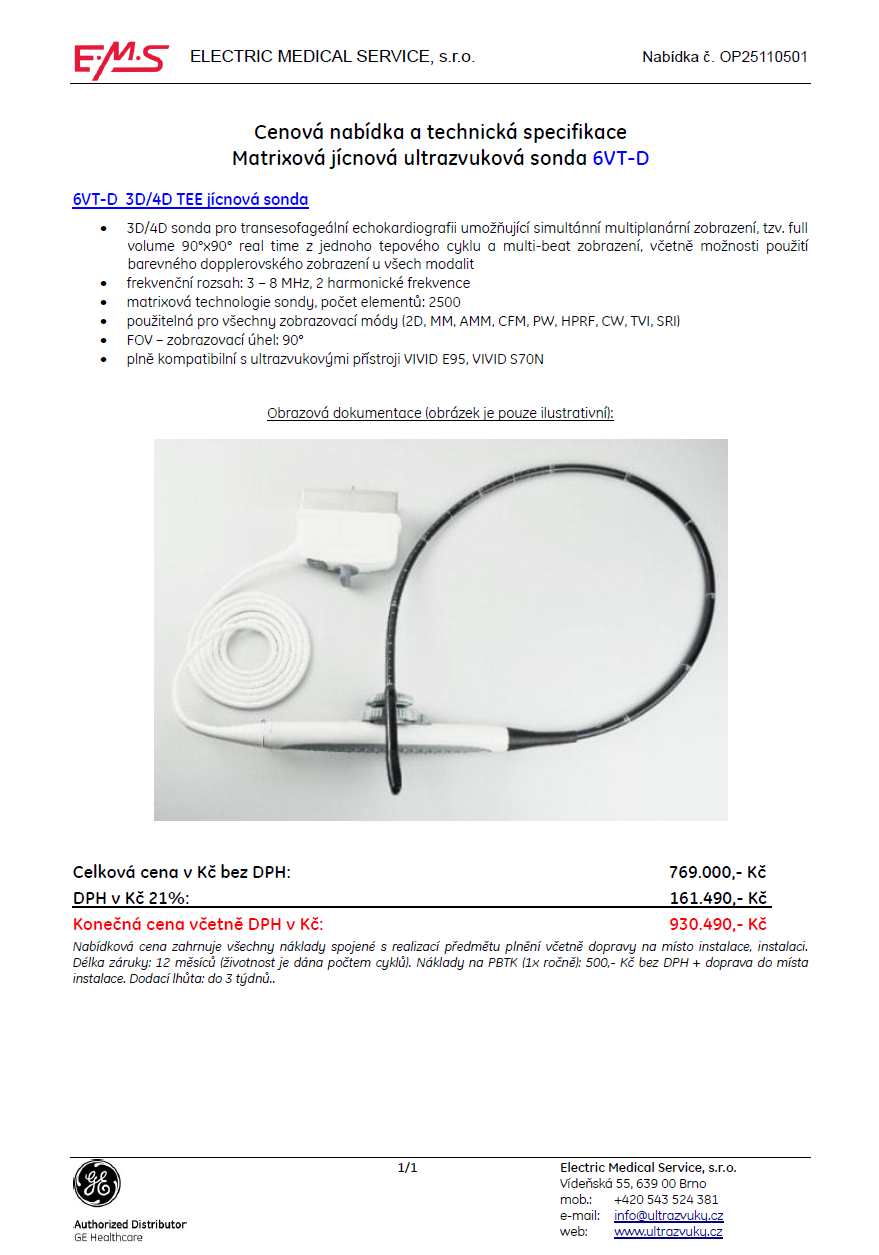 E·M·S
ELECTRIC MEDICAL SERVICE, s.r.o.
Nabídka č. OP25110501
Cenová nabídka a technická specifikace
Matrixová jícnová ultrazvuková sonda 6VT-D
6VT-D 3D/4D TEE jícnová sonda
• 3D/4D sonda pro transesofageální echokardiografii umožňující simultánní multiplanární zobrazení, tzv. full
volume 90°x90° real time z jednoho tepového cyklu a multi-beat zobrazení, včetně možnosti použití
barevného dopplerovského zobrazení u všech modalit
• frekvenční rozsah: 3 – 8 MHz, 2 harmonické frekvence
• matrixová technologie sondy, počet elementů: 2500
• použitelná pro všechny zobrazovací módy (2D, MM, AMM, CFM, PW, HPRF, CW, TVI, SRI)
• FOV – zobrazovací úhel: 90°
• plně kompatibilní s ultrazvukovými přístroji VIVID E95, VIVID S70N
Obrazová dokumentace (obrázek je pouze ilustrativní):
Celková cena v Kč bez DPH: 769.000,- Kč
DPH v Kč 21%: 161.490,- Kč
Konečná cena včetně DPH v Kč: 930.490,- Kč
Nabídková cena zahrnuje všechny náklady spojené s realizací předmětu plnění včetně dopravy na místo instalace, instalaci.
Délka záruky: 12 měsíců (životnost je dána počtem cyklů). Náklady na PBTK (1x ročně): 500,- Kč bez DPH + doprava do místa
instalace. Dodací lhůta: do 3 týdnů..
GE
Authorized Distributor
GE Healthcare
1/1
Electric Medical Service, s.r.o.
Vídeňská 55, 639 00 Brno
mob.: +420 543 524 381
e-mail: info@ultrazvuky.cz
web: www.ultrazvuky.cz